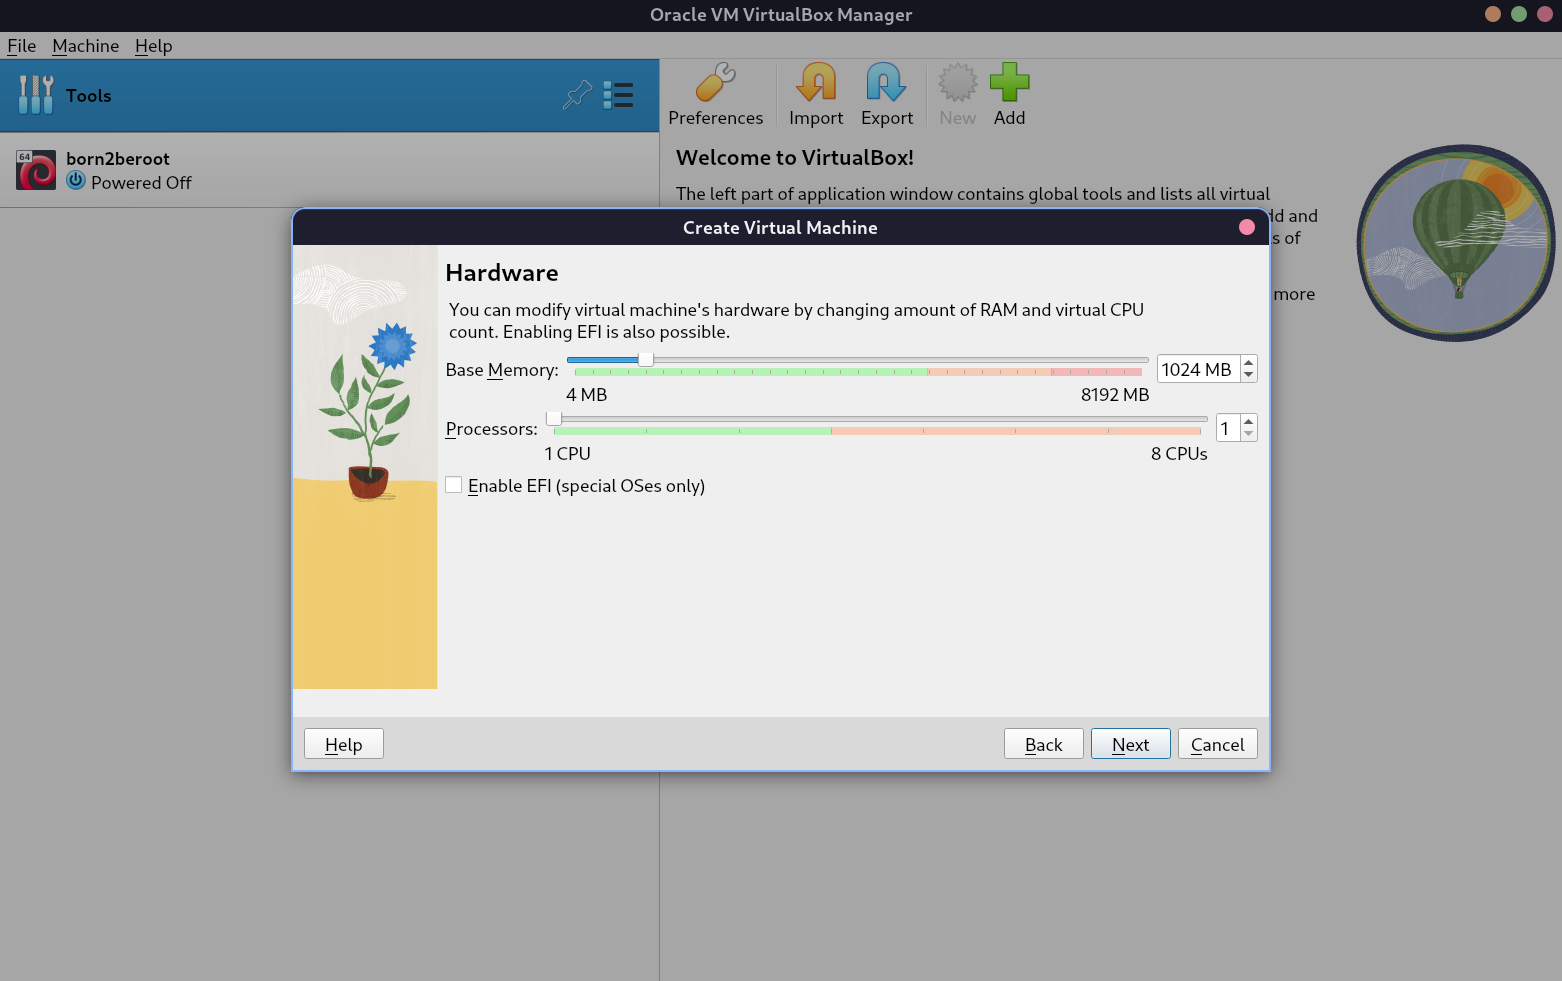 Oracle VM VirtualBox Manager
File Machine Help
Tools
Preferences
Import
Export
New
Add
64
born2beroot
Powered Off
Welcome to VirtualBox!
The left part of application window contains global tools and lists all virtual
dd and
s of
more
Create Virtual Machine
Hardware
You can modify virtual machine's hardware by changing amount of RAM and virtual CPU
count. Enabling EFI is also possible.
Base Memory:
1024 MB
4 MB
8192 MB
Processors:
1
1 CPU
8 CPUs
Enable EFI (special OSes only)
Help
Back
Next
Cancel